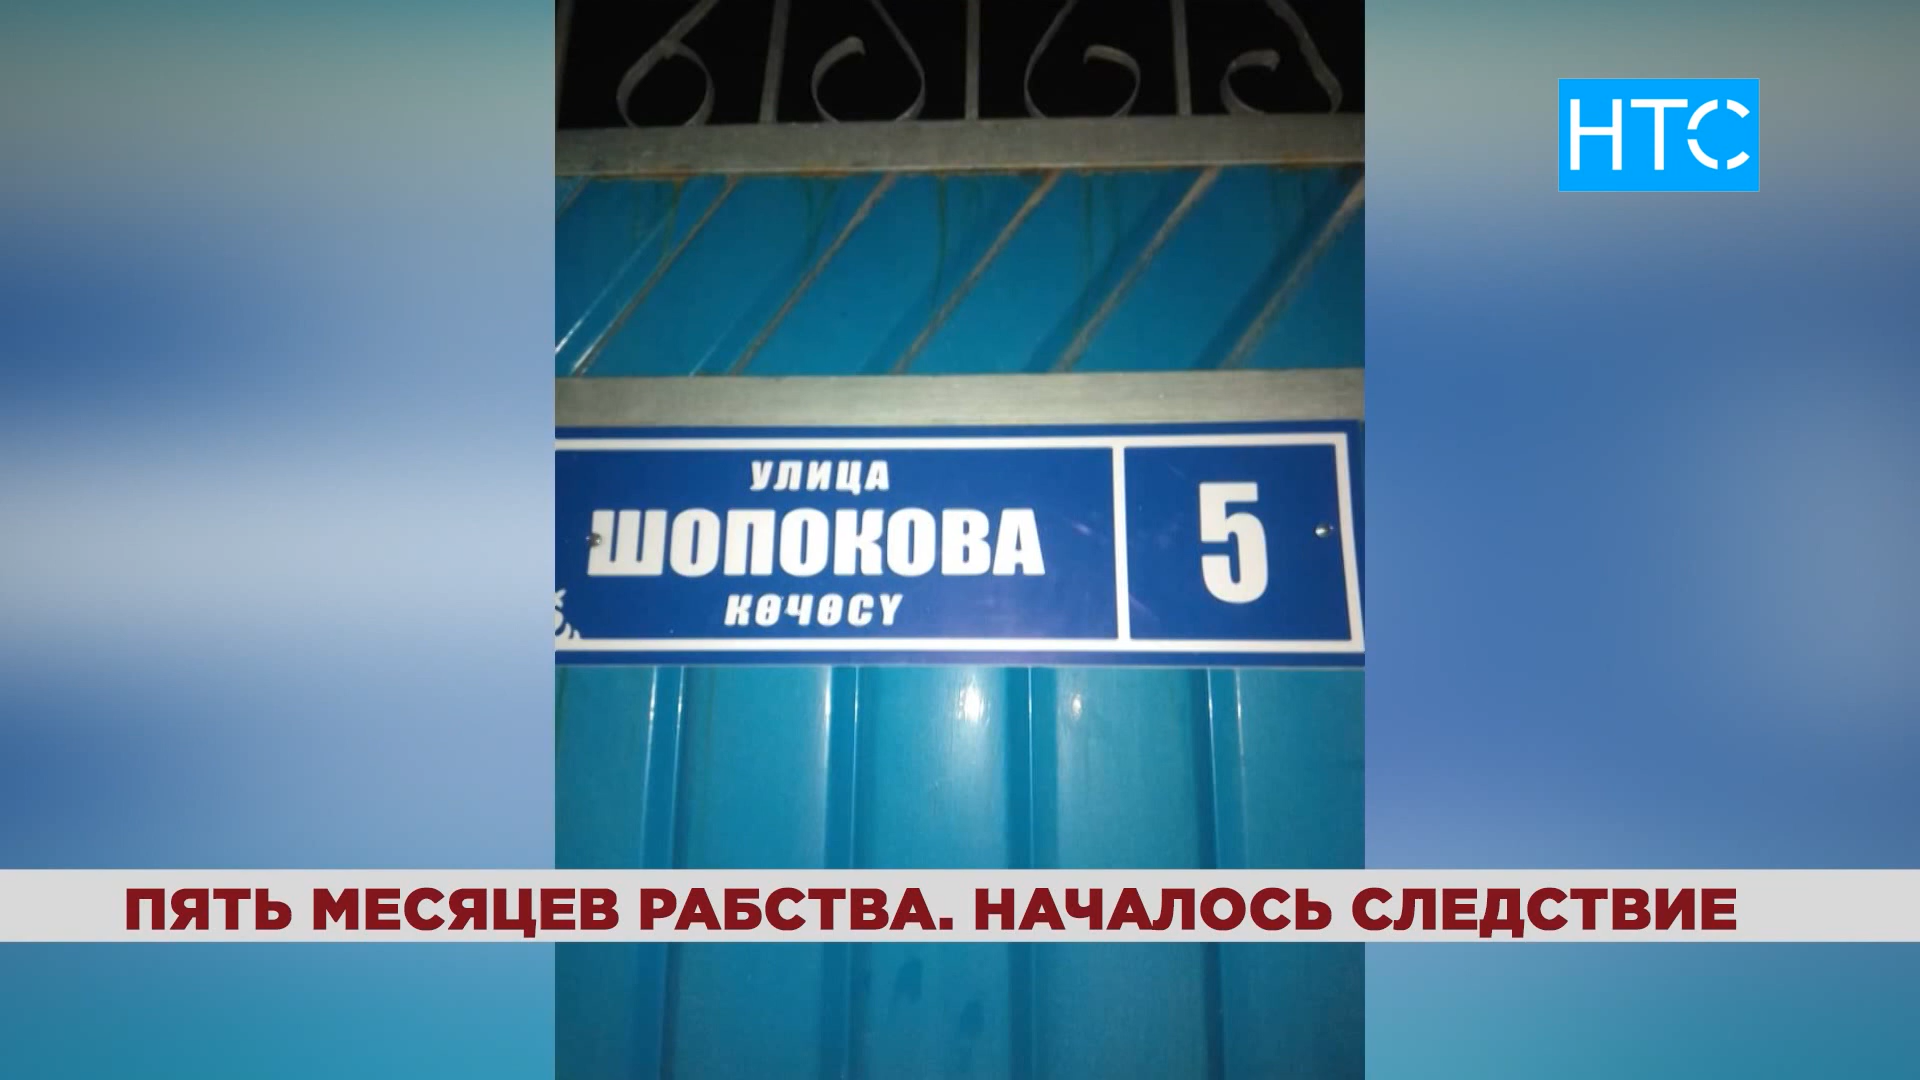 НТС
УЛИЦА
ШОПОКОВА
КӨЧӨСҮ
5
ПЯТЬ МЕСЯЦЕВ РАБСТВА. НАЧАЛОСЬ СЛЕДСТВИЕ